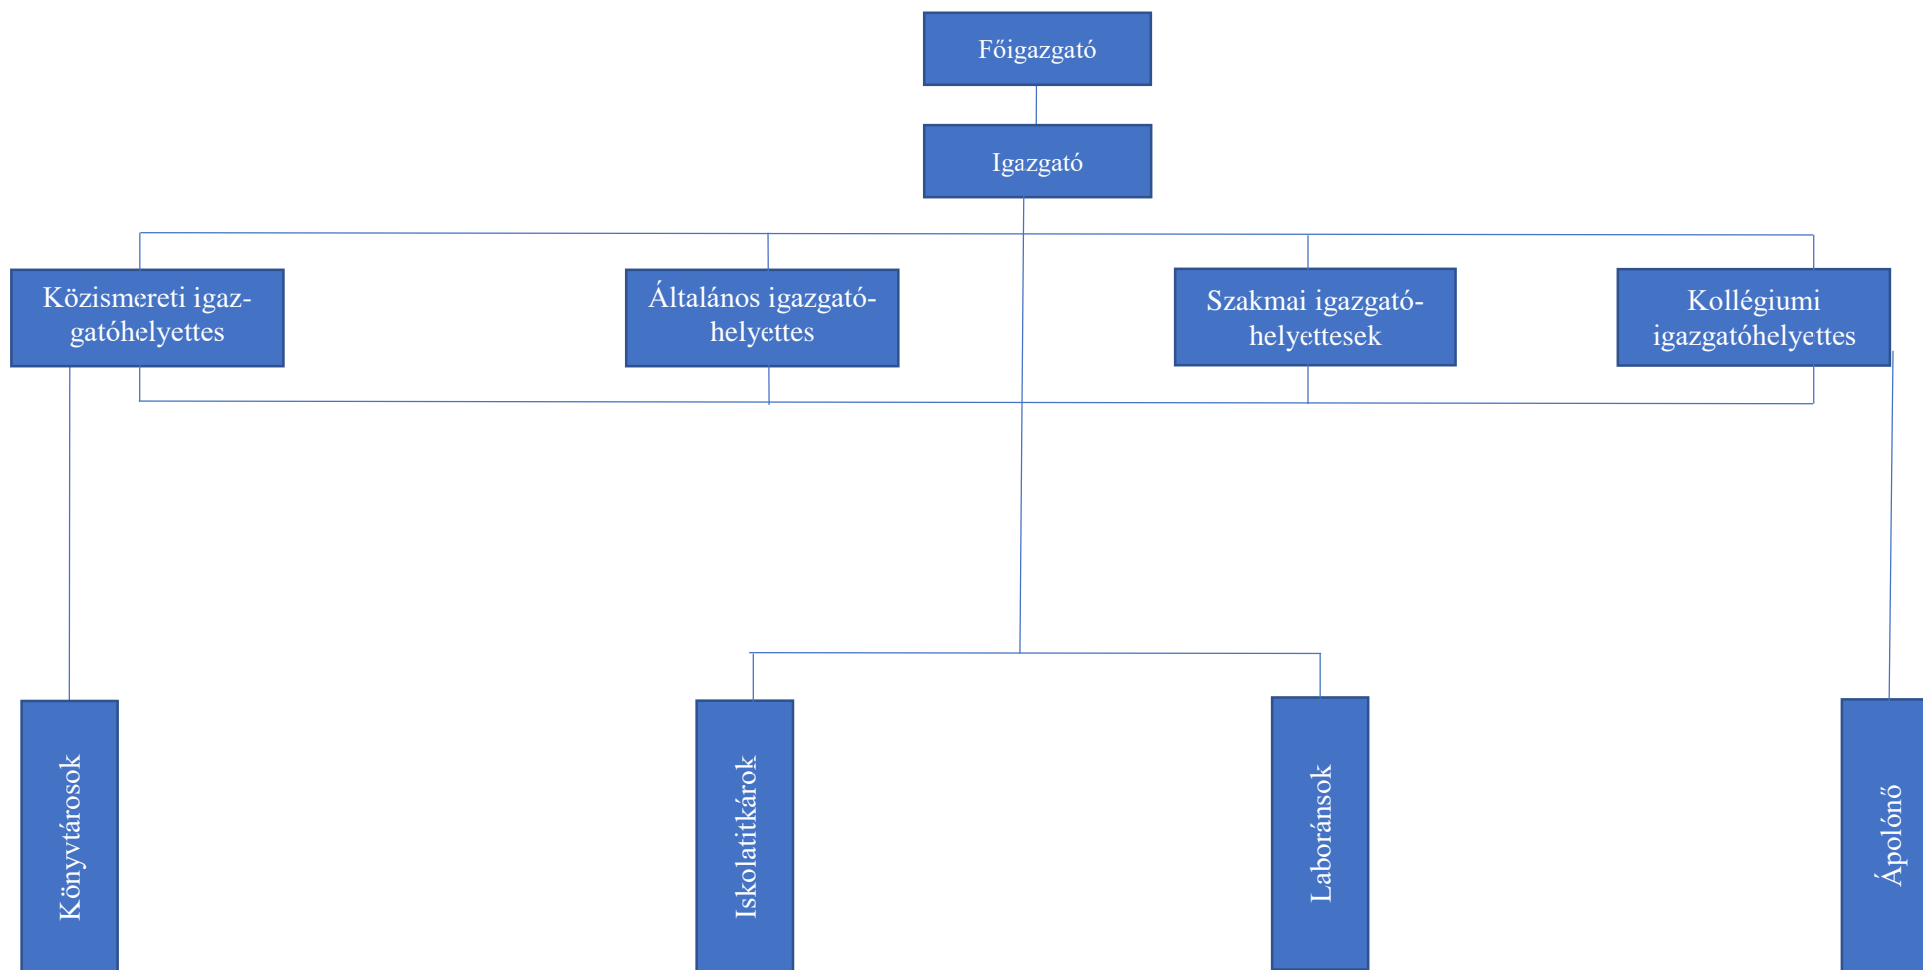 Főigazgató
Igazgató
Közismereti igaz-
gatóhelyettes
Általános igazgató-
helyettes
Szakmai igazgató-
helyettesek
Kollégiumi
igazgatóhelyettes
Könyvtárosok
Iskolatitkárok
Laboránsok
Ápolónő